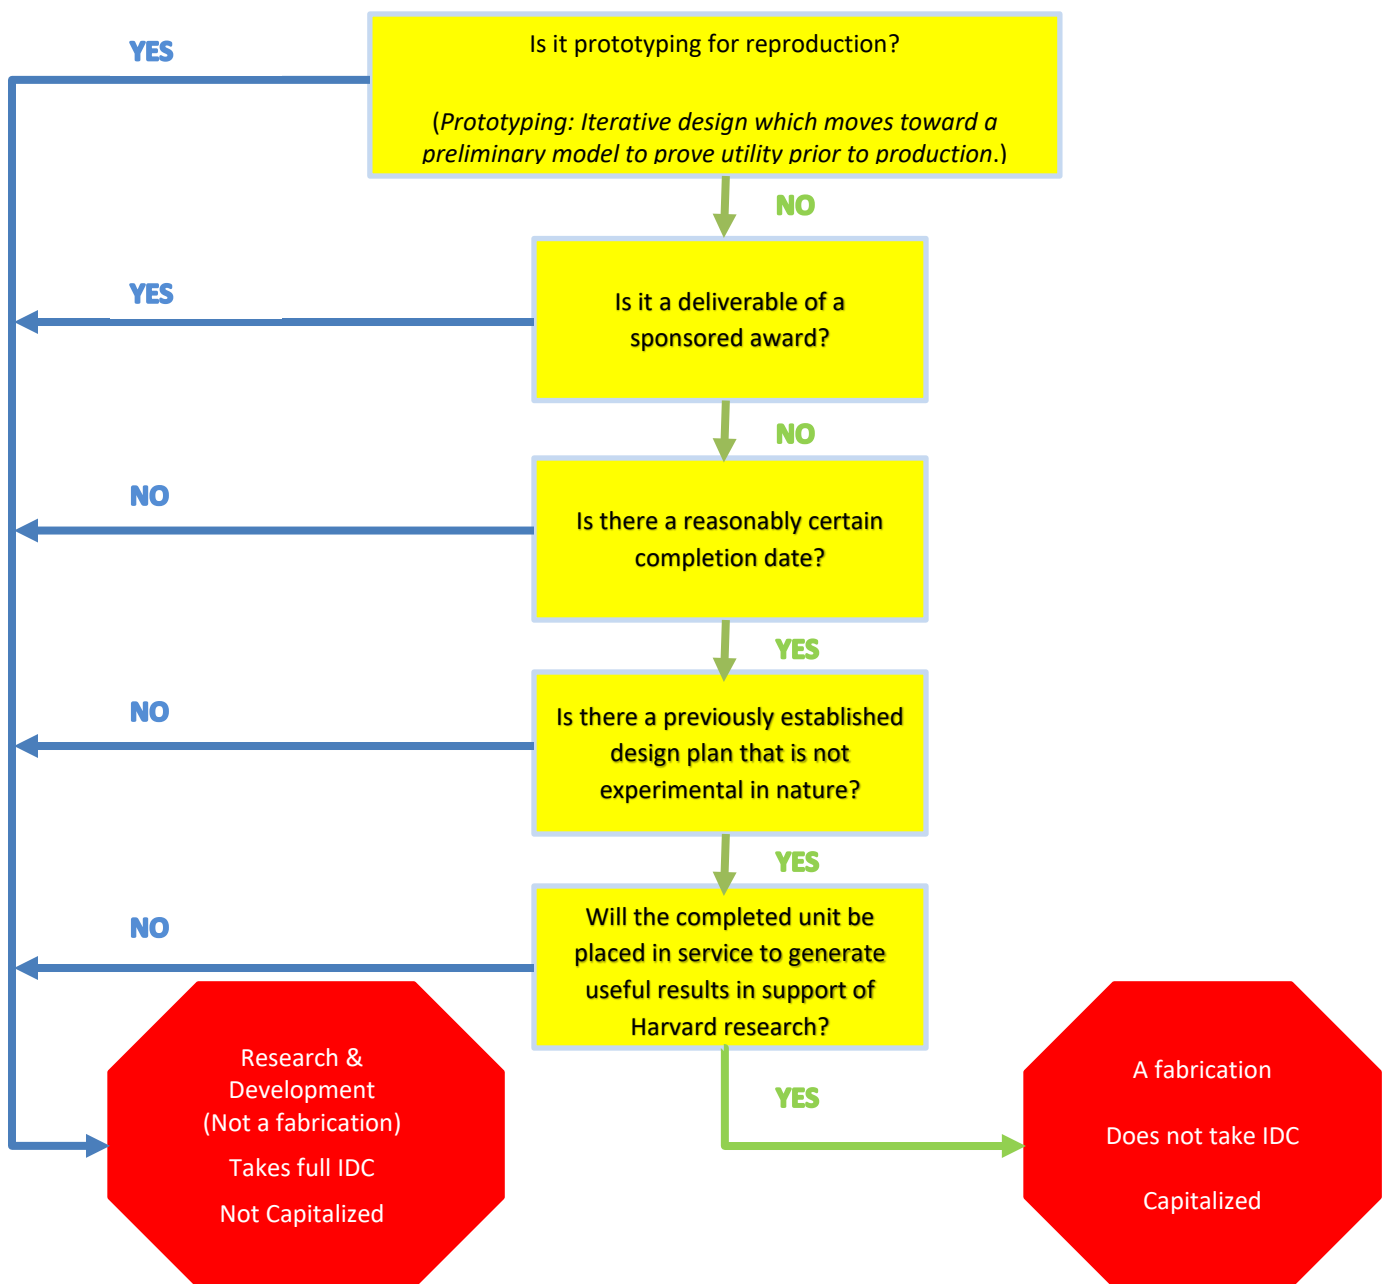 YES
Is it prototyping for reproduction?
(Prototyping: Iterative design which moves toward a
preliminary model to prove utility prior to production.)
NO
YES
Is it a deliverable of a
sponsored award?
NO
NO
Is there a reasonably certain
completion date?
YES
NO
Is there a previously established
design plan that is not
experimental in nature?
YES
NO
Will the completed unit be
placed in service to generate
useful results in support of
Harvard research?
YES
Research &
Development
(Not a fabrication)
Takes full IDC
Not Capitalized
A fabrication
Does not take IDC
Capitalized